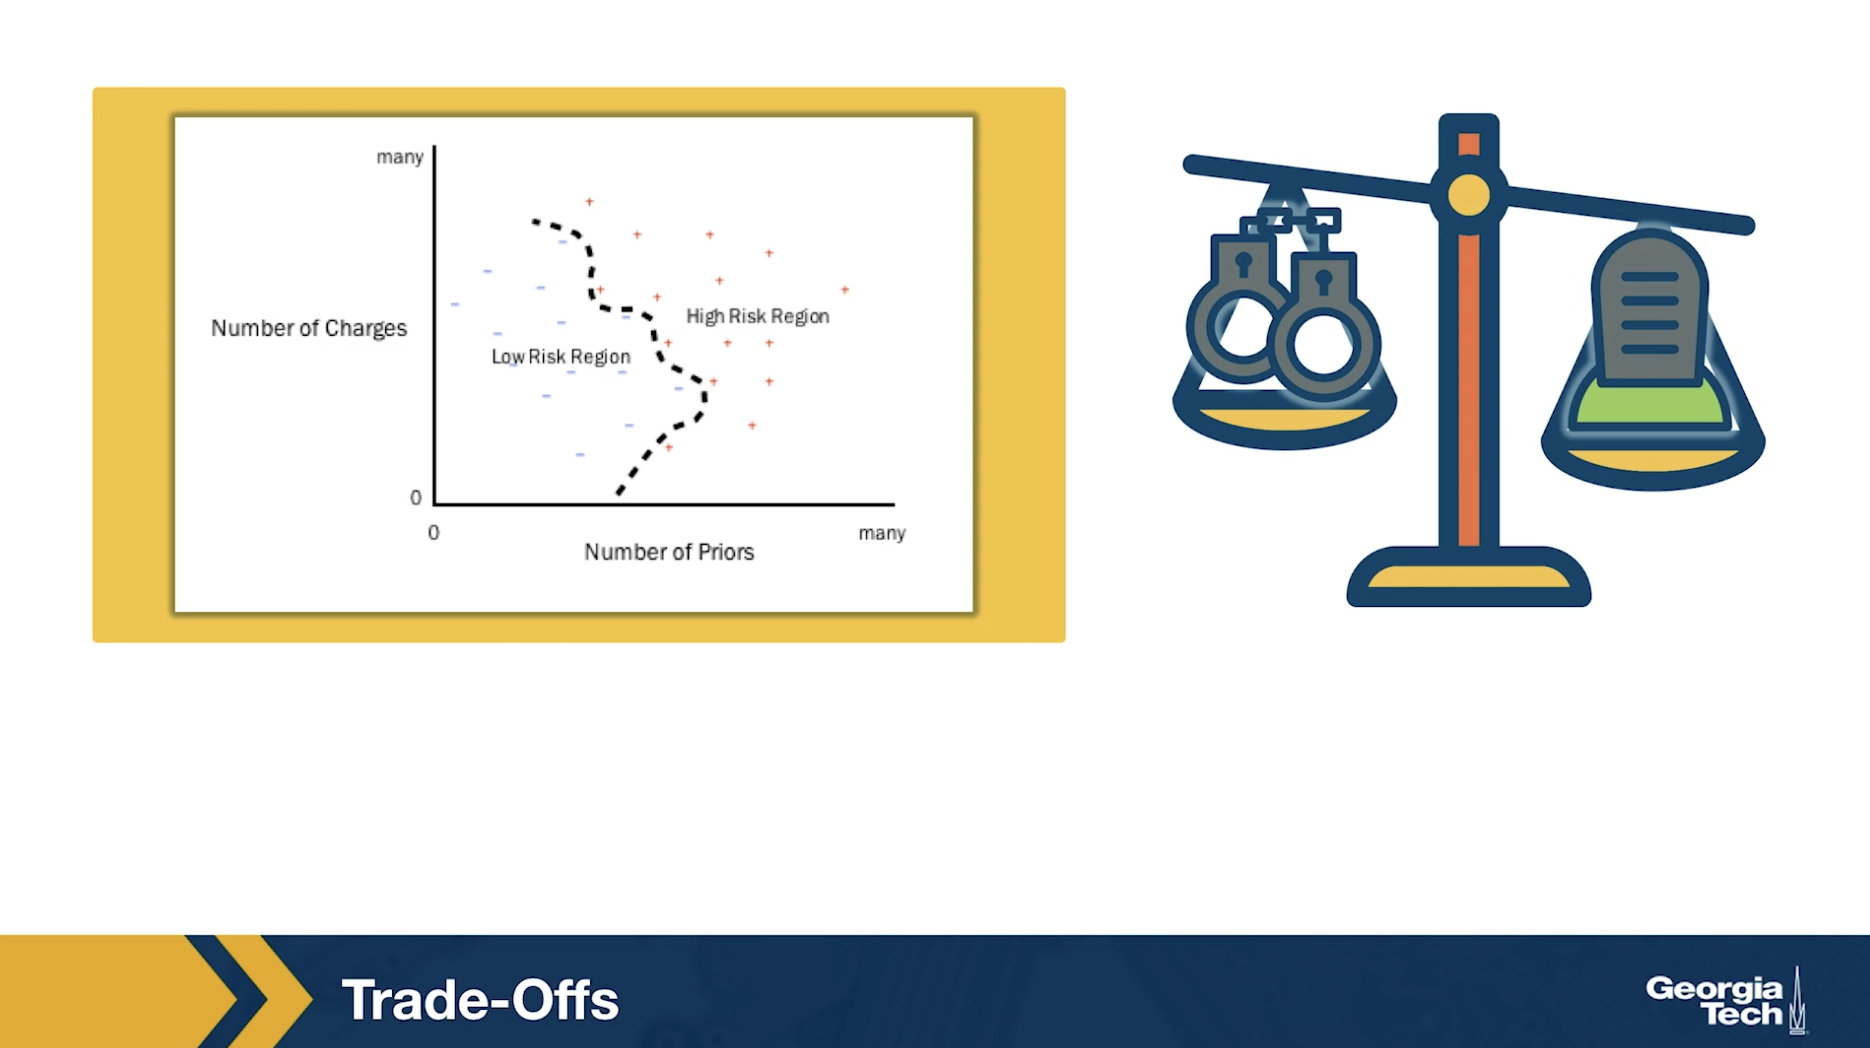 many
Number of Charges
High Risk Region
Low Risk Region
0
0
many
Number of Priors
Trade-Offs
Georgia
Tech